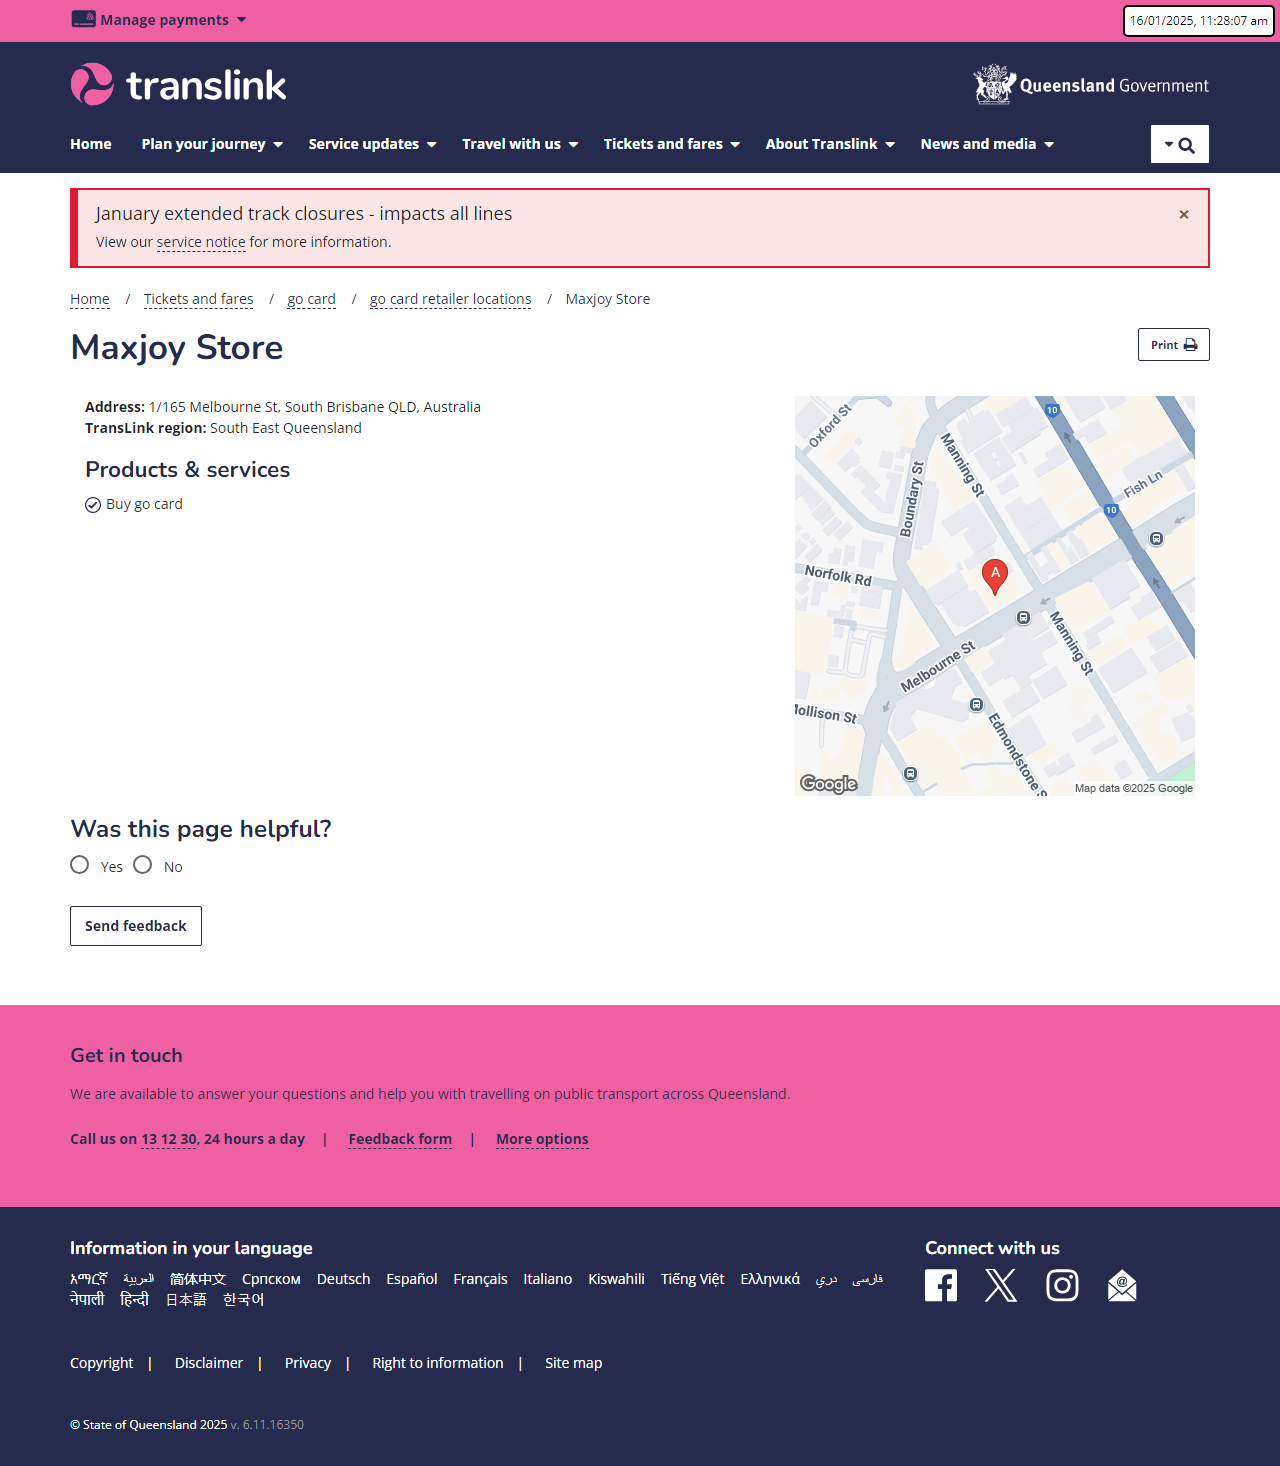 Manage payments
16/01/2025, 11:28:07 am
translink
Queensland Government
Home Plan your journey Service updates Travel with us Tickets and fares About Translink News and media
January extended track closures - impacts all lines
×
View our service notice for more information.
Home / Tickets and fares / go card / go card retailer locations / Maxjoy Store
Maxjoy Store
Print
Address: 1/165 Melbourne St, South Brisbane QLD, Australia
TransLink region: South East Queensland
Products & services
Buy go card
Oxford St
10
Manning St
Boundary St
Fish Ln
10
Norfolk Rd
A
Manning St
Melbourne St
Mollison St
Edmondstone S
Google
Map data ©2025 Google
Was this page helpful?
Yes No
Send feedback
Get in touch
We are available to answer your questions and help you with travelling on public transport across Queensland.
Call us on 13 12 30, 24 hours a day | Feedback form | More options
Information in your language
Connect with us
አማርኛ العربية 简体中文 Српском Deutsch Español Français Italiano Kiswahili Tiếng Việt Ελληνικά دري فارسی
नेपाली हिन्दी 日本語 한국어
@
Copyright | Disclaimer | Privacy | Right to information | Site map
© State of Queensland 2025 v. 6.11.16350